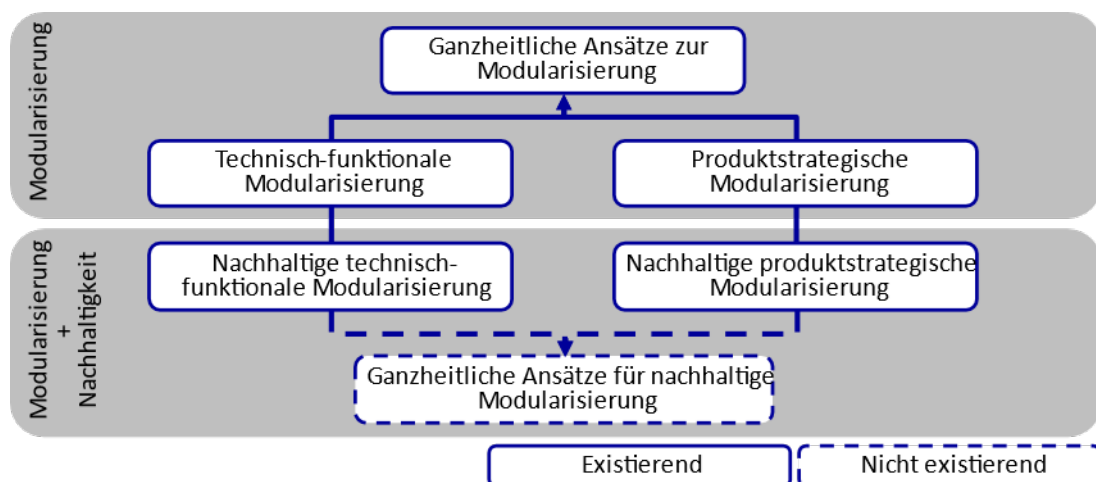 Modularisierung
Ganzheitliche Ansätze zur
Modularisierung
Technisch-funktionale
Modularisierung
Produktstrategische
Modularisierung
Modularisierung
+
Nachhaltigkeit
Nachhaltige technisch-
funktionale Modularisierung
Nachhaltige produktstrategische
Modularisierung
Ganzheitliche Ansätze für nachhaltige
Modularisierung
Existierend
Nicht existierend